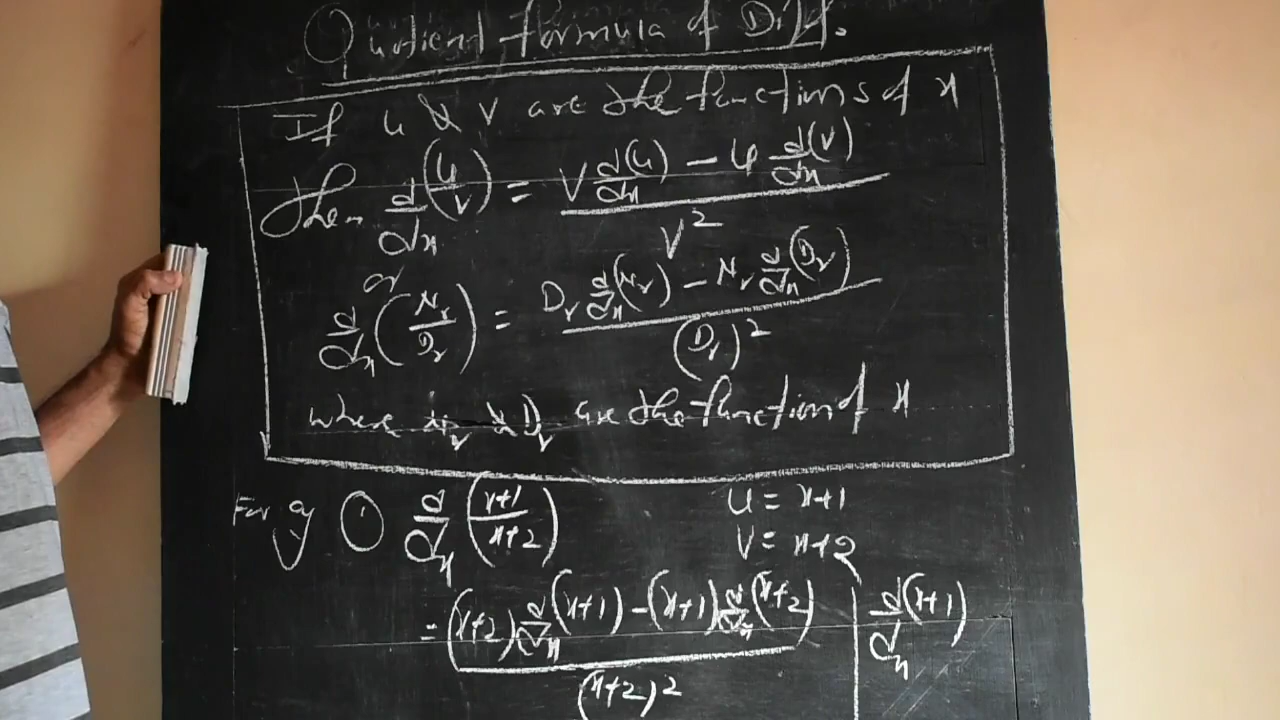 Quotient formula of Diff.
If u & v are the functions of x
Then d/dx (u/v) = (v d(u)/dx - u d(v)/dx) / v²
or
d/dx (Nr/Dr) = (Dr d/dx (Nr) - Nr d/dx (Dr)) / (Dr)²
where Nr & Dr are the function of x
For eg ① d/dx ((x+1)/(x+2))
u = x+1
v = x+2
= ((x+2) d/dx (x+1) - (x+1) d/dx (x+2)) / (x+2)²
d/dx (x+1)